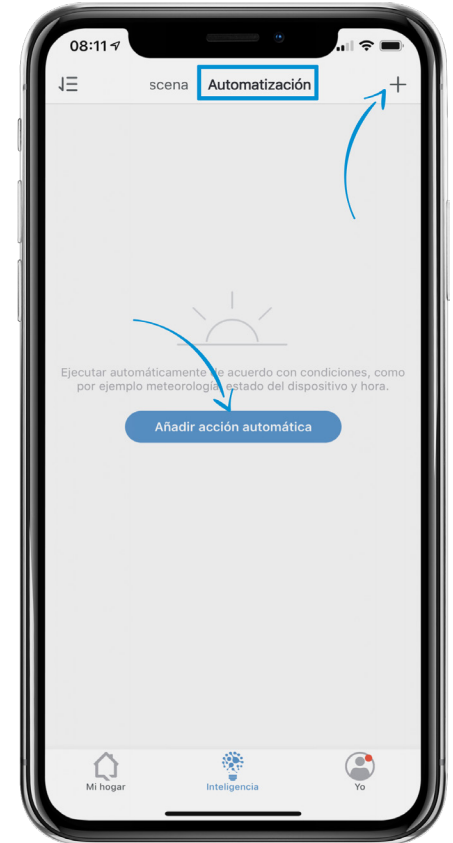 08:11
scena Automatización
Ejecutar automáticamente de acuerdo con condiciones, como
por ejemplo meteorología, estado del dispositivo y hora.
Añadir acción automática
Mi hogar Inteligencia Yo